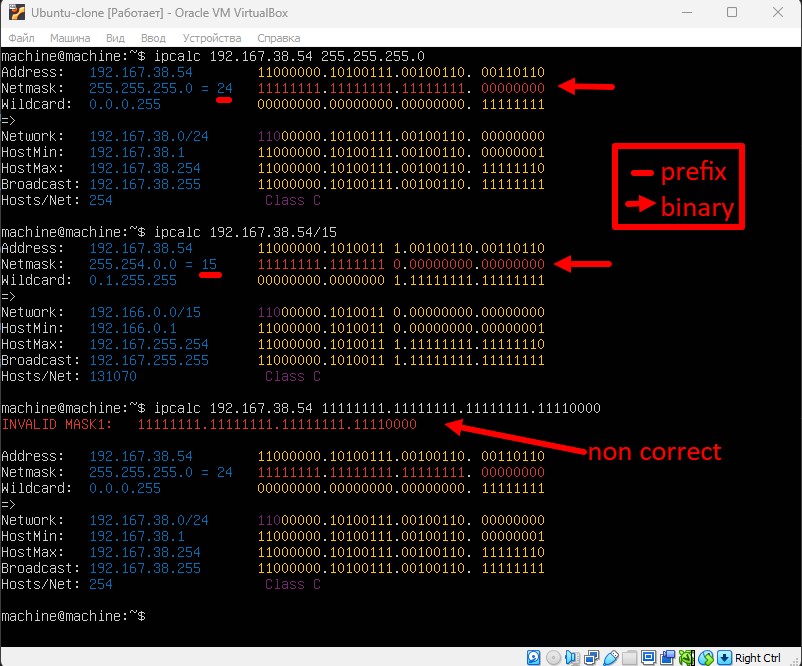 Ubuntu-clone [Работает] - Oracle VM VirtualBox
Файл Машина Вид Ввод Устройства Справка
machine@machine:~$ ipcalc 192.167.38.54 255.255.255.0
Address: 192.167.38.54 11000000.10100111.00100110. 00110110
Netmask: 255.255.255.0 = 24 11111111.11111111.11111111. 00000000
Wildcard: 0.0.0.255 00000000.00000000.00000000. 11111111
=>
Network: 192.167.38.0/24 11000000.10100111.00100110. 00000000
HostMin: 192.167.38.1 11000000.10100111.00100110. 00000001
HostMax: 192.167.38.254 11000000.10100111.00100110. 11111110
Broadcast: 192.167.38.255 11000000.10100111.00100110. 11111111
Hosts/Net: 254 Class C
prefix
binary
machine@machine:~$ ipcalc 192.167.38.54/15
Address: 192.167.38.54 11000000.1010011 1.00100110.00110110
Netmask: 255.254.0.0 = 15 11111111.1111111 0.00000000.00000000
Wildcard: 0.1.255.255 00000000.0000000 1.11111111.11111111
=>
Network: 192.166.0.0/15 11000000.1010011 0.00000000.00000000
HostMin: 192.166.0.1 11000000.1010011 0.00000000.00000001
HostMax: 192.167.255.254 11000000.1010011 1.11111111.11111110
Broadcast: 192.167.255.255 11000000.1010011 1.11111111.11111111
Hosts/Net: 131070 Class C
machine@machine:~$ ipcalc 192.167.38.54 11111111.11111111.11111111.11110000
INVALID MASK1: 11111111.11111111.11111111.11110000
non correct
Address: 192.167.38.54 11000000.10100111.00100110. 00110110
Netmask: 255.255.255.0 = 24 11111111.11111111.11111111. 00000000
Wildcard: 0.0.0.255 00000000.00000000.00000000. 11111111
=>
Network: 192.167.38.0/24 11000000.10100111.00100110. 00000000
HostMin: 192.167.38.1 11000000.10100111.00100110. 00000001
HostMax: 192.167.38.254 11000000.10100111.00100110. 11111110
Broadcast: 192.167.38.255 11000000.10100111.00100110. 11111111
Hosts/Net: 254 Class C
machine@machine:~$
Right Ctrl